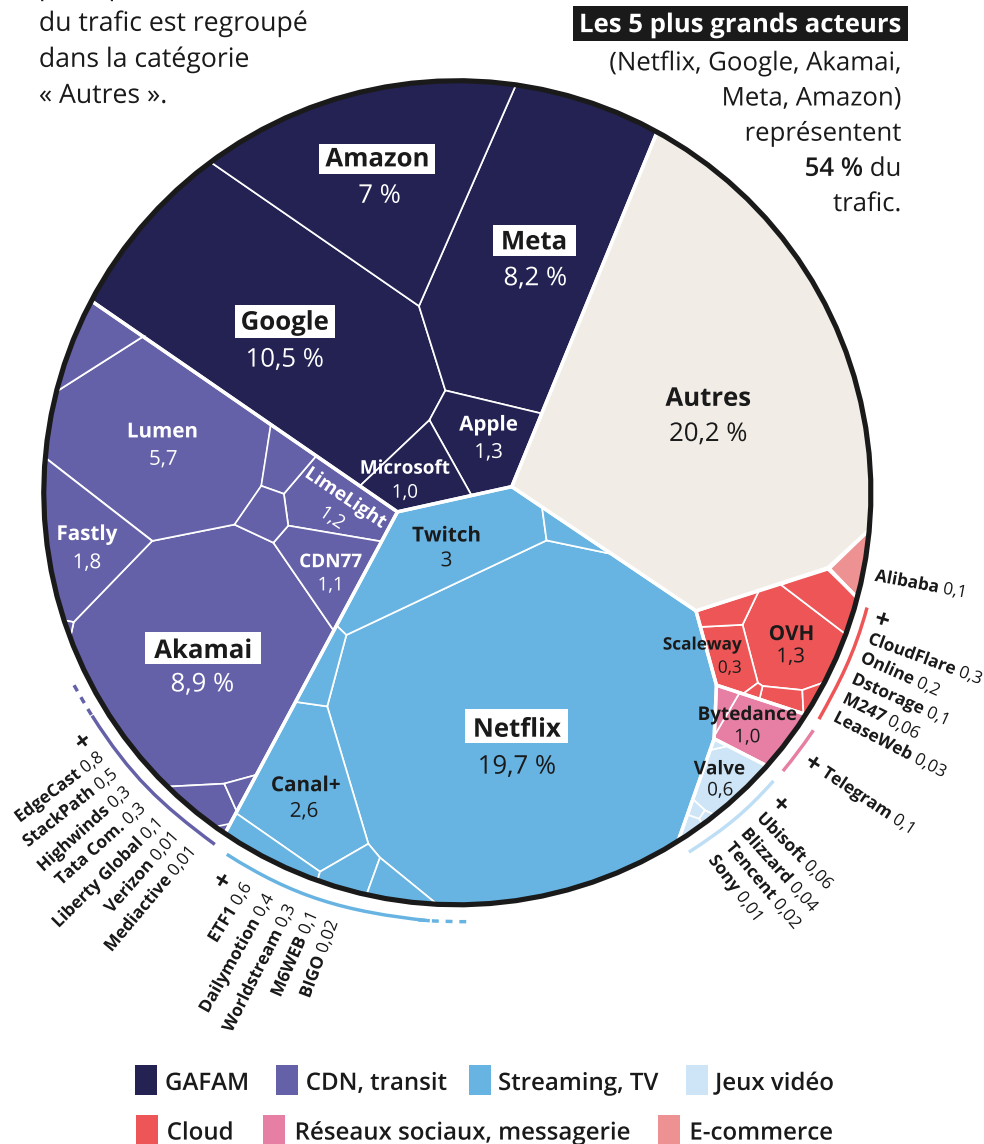 du trafic est regroupé
dans la catégorie
« Autres ».
Les 5 plus grands acteurs
(Netflix, Google, Akamai,
Meta, Amazon)
représentent
54 % du
trafic.
Amazon
7 %
Meta
8,2 %
Google
10,5 %
Autres
20,2 %
Apple
1,3
Microsoft
1,0
Lumen
5,7
LimeLight
1,2
Fastly
1,8
CDN77
1,1
Akamai
8,9 %
Twitch
3
Netflix
19,7 %
Canal+
2,6
Scaleway
0,3
OVH
1,3
Bytedance
1,0
Valve
0,6
Alibaba 0,1
+
CloudFlare 0,3
Online 0,2
Dstorage 0,1
M247 0,06
LeaseWeb 0,03
+ Telegram 0,1
+
Ubisoft 0,06
Blizzard 0,04
Tencent 0,02
Sony 0,01
+
EdgeCast 0,8
StackPath 0,5
Highwinds 0,3
Tata Com. 0,3
Liberty Global 0,1
Verizon 0,01
Mediactive 0,01
+
ETF1 0,6
Dailymotion 0,4
Worldstream 0,3
M6WEB 0,1
BIGO 0,02
GAFAM
CDN, transit
Streaming, TV
Jeux vidéo
Cloud
Réseaux sociaux, messagerie
E-commerce